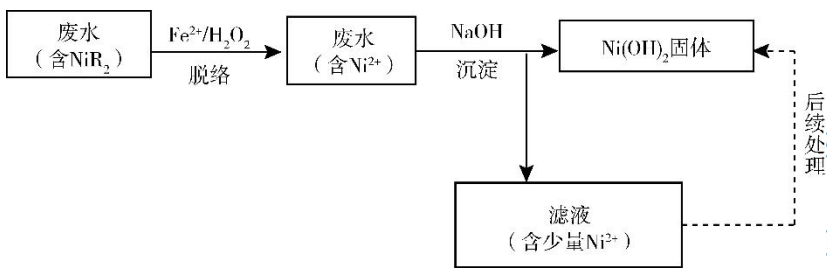 废水
（含NiR₂）
Fe²⁺/H₂O₂
脱络
废水
（含Ni²⁺）
NaOH
沉淀
Ni(OH)₂固体
后续处理
滤液
（含少量Ni²⁺）